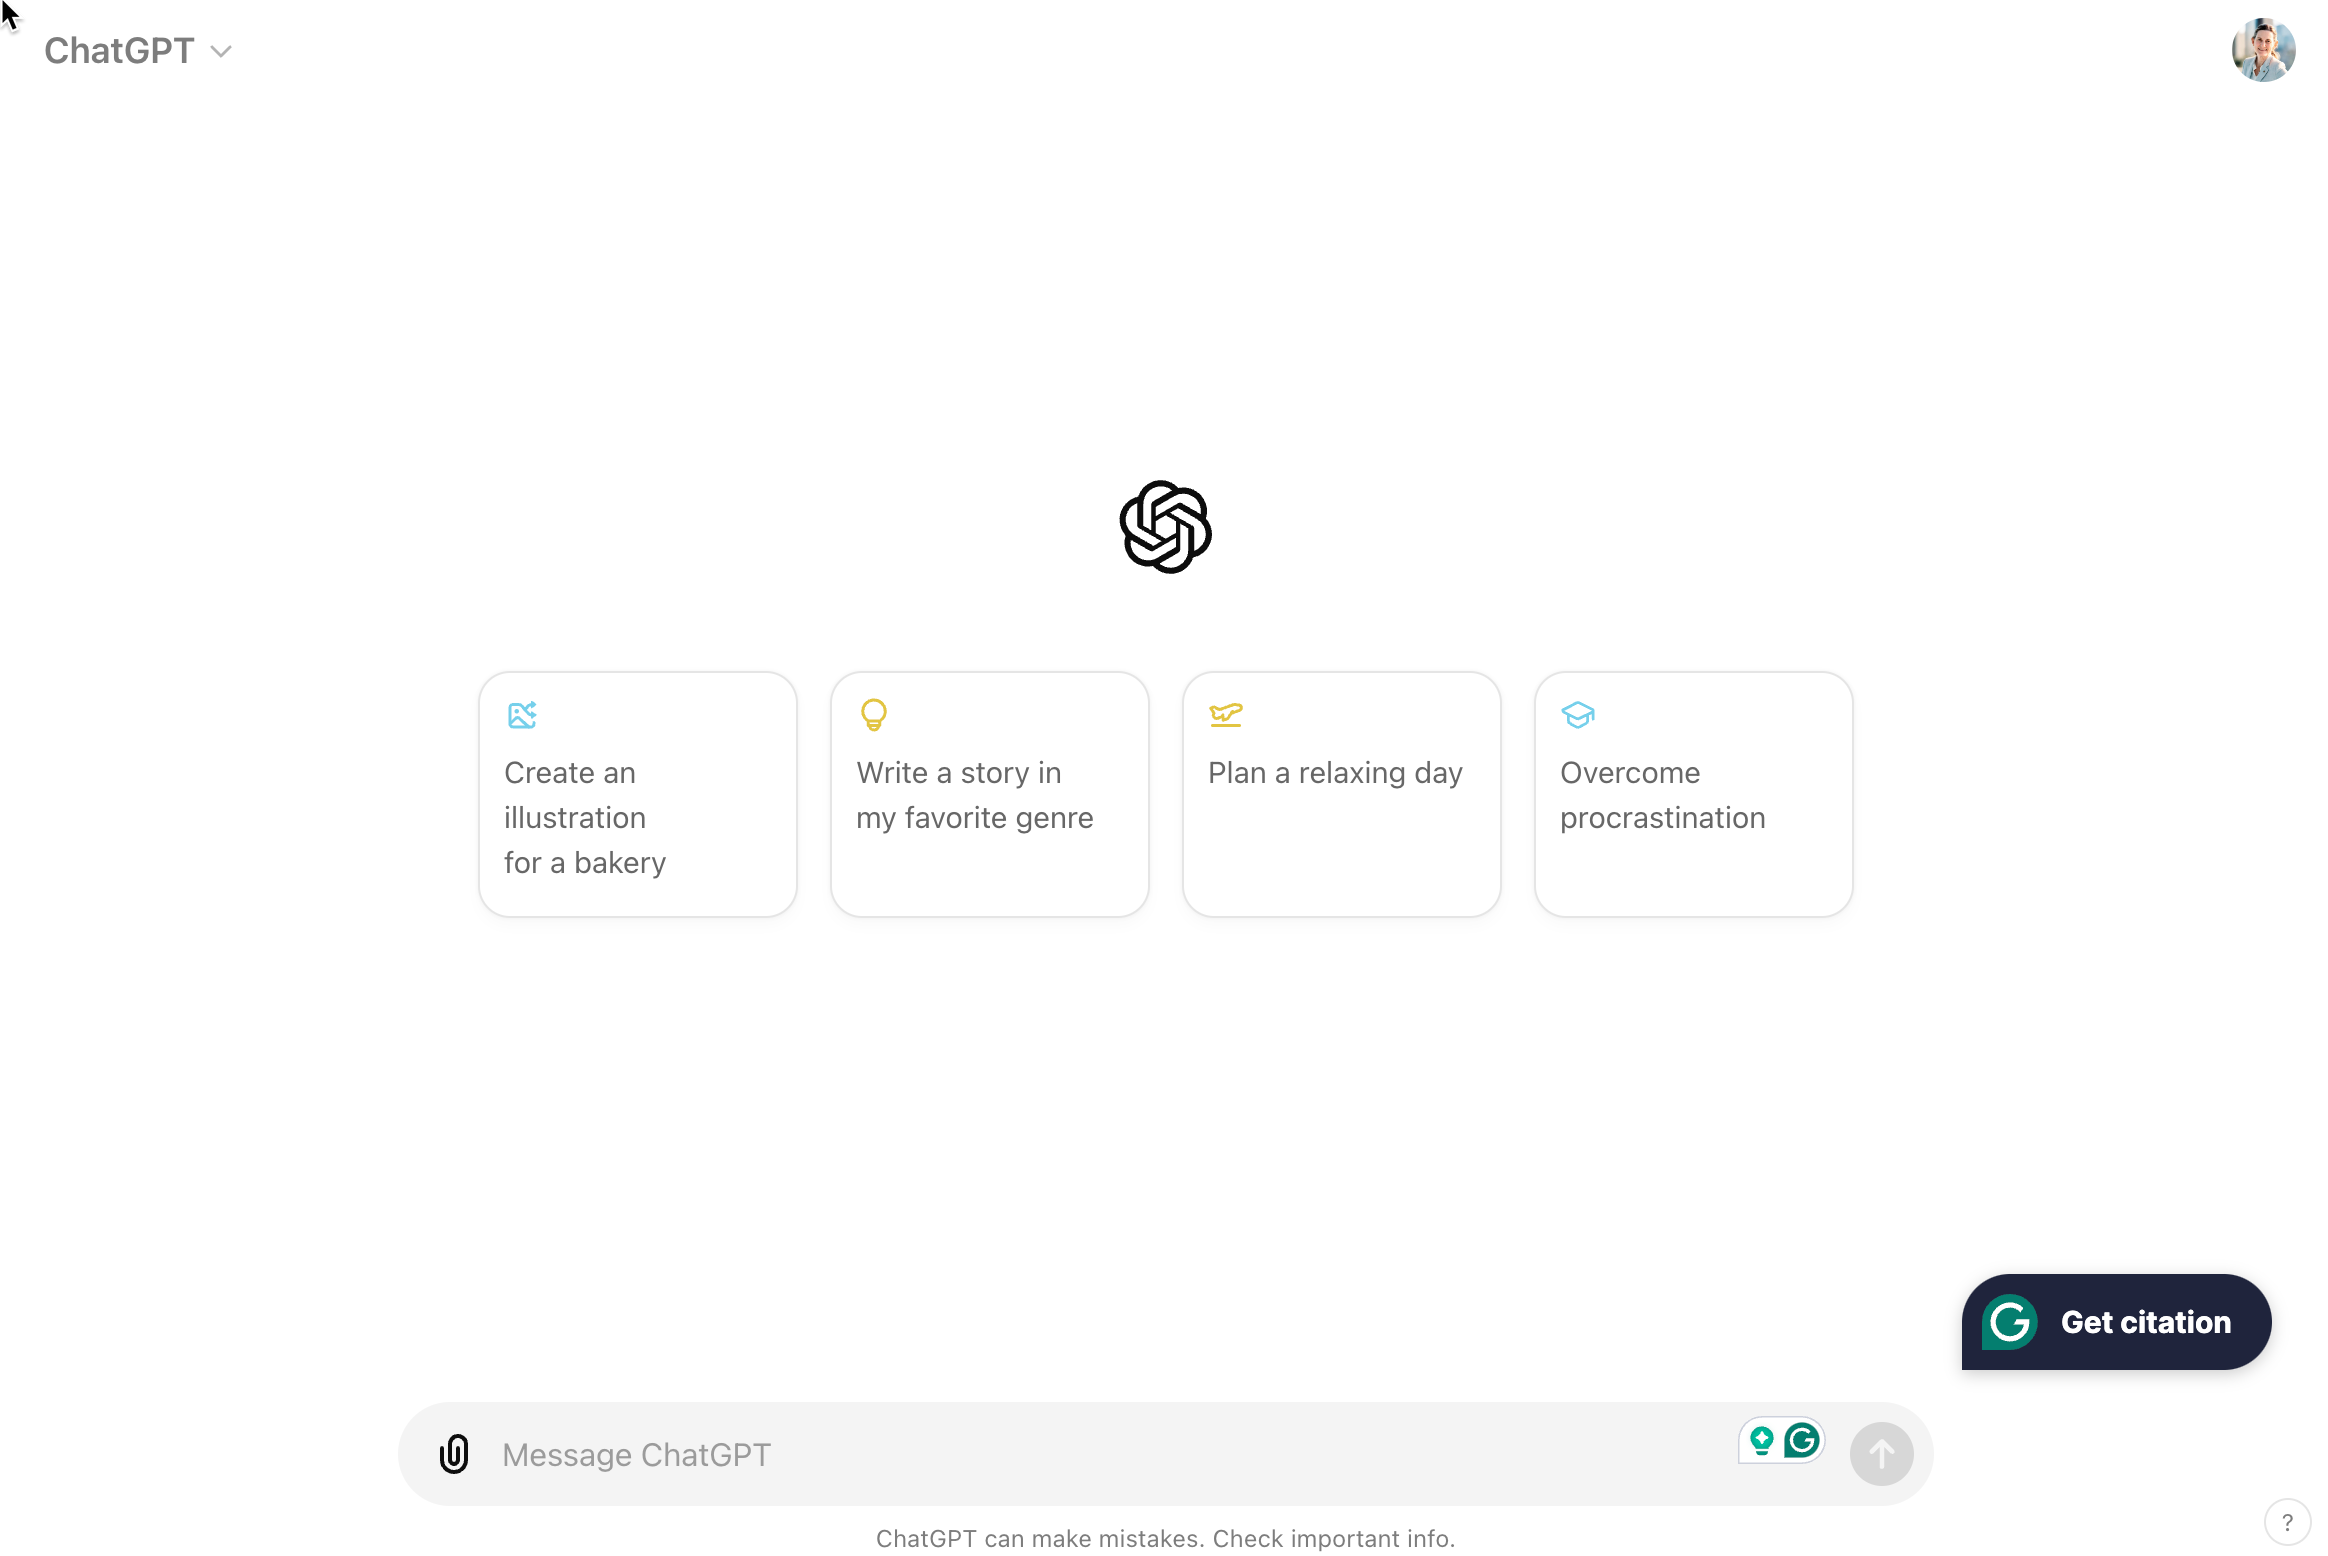 ChatGPT
Create an
illustration
for a bakery
Write a story in
my favorite genre
Plan a relaxing day
Overcome
procrastination
Get citation
Message ChatGPT
ChatGPT can make mistakes. Check important info.
?